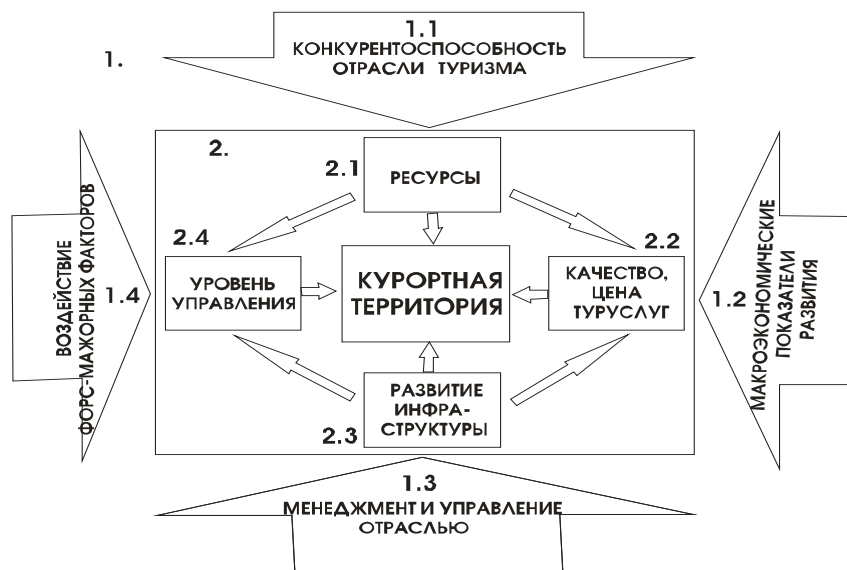 1.1
КОНКУРЕНТОСПОСОБНОСТЬ
ОТРАСЛИ ТУРИЗМА
1.
2.
2.1
РЕСУРСЫ
2.4
УРОВЕНЬ
УПРАВЛЕНИЯ
КУРОРТНАЯ
ТЕРРИТОРИЯ
2.2
КАЧЕСТВО,
ЦЕНА
ТУРУСЛУГ
2.3
РАЗВИТИЕ
ИНФРА-
СТРУКТУРЫ
1.4
ВОЗДЕЙСТВИЕ
ФОРС-МАЖОРНЫХ ФАКТОРОВ
1.2
МАКРОЭКОНОМИЧЕСКИЕ
ПОКАЗАТЕЛИ
РАЗВИТИЯ
1.3
МЕНЕДЖМЕНТ И УПРАВЛЕНИЕ
ОТРАСЛЬЮ